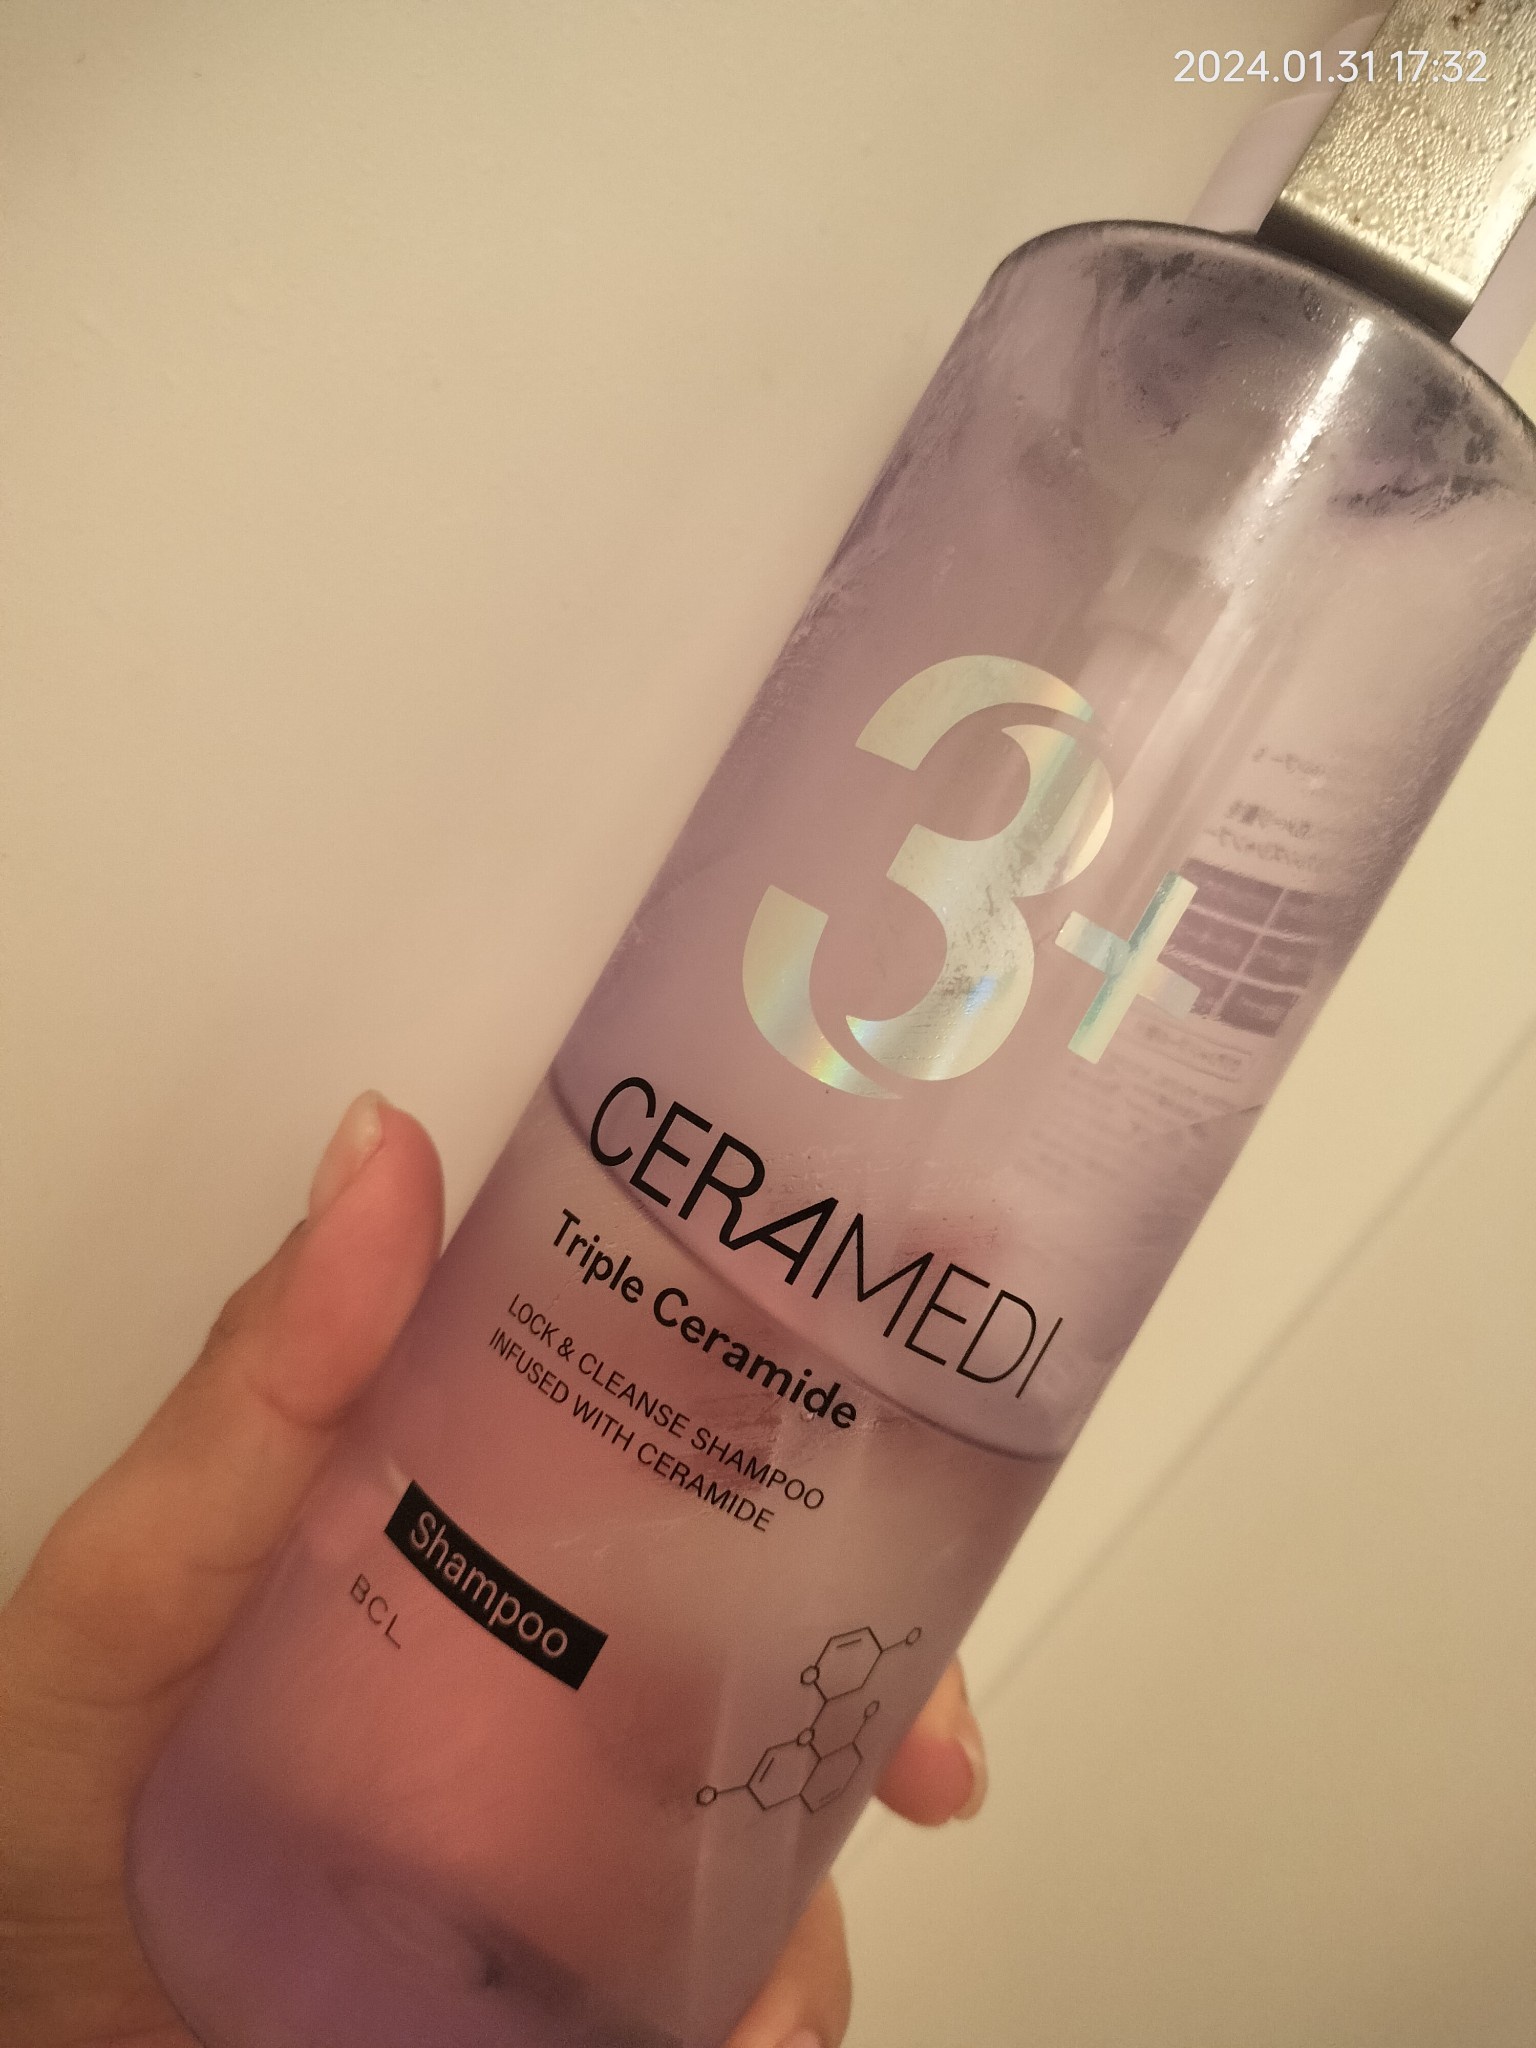 2024.01.31 17:32
3+
CERAMEDI
Triple Ceramide
LOCK & CLEANSE SHAMPOO
INFUSED WITH CERAMIDE
Shampoo
BCL